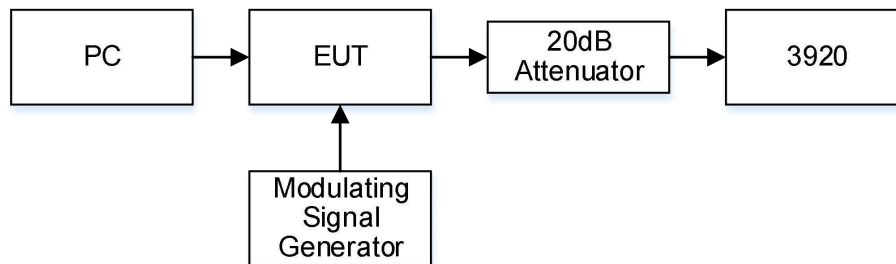 PC
EUT
20dB
Attenuator
3920
Modulating
Signal
Generator